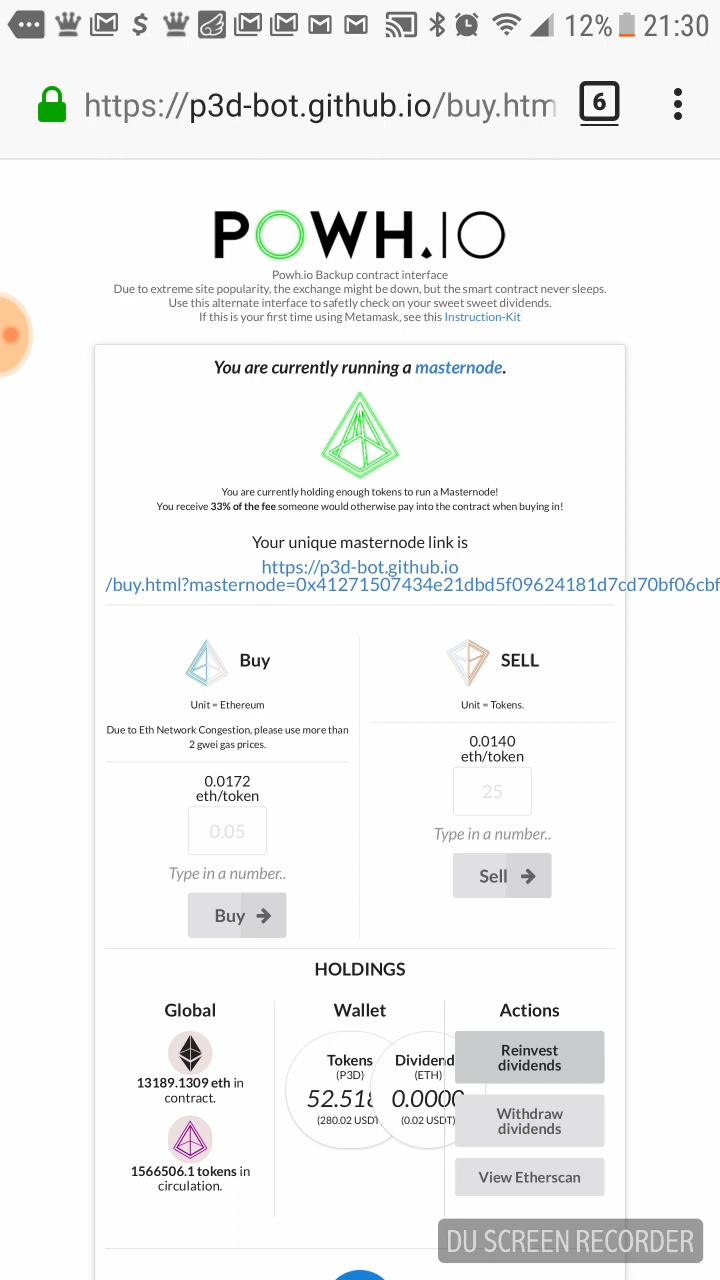 12% 21:30
https://p3d-bot.github.io/buy.htm 6
POWH.IO
Powh.io Backup contract interface
Due to extreme site popularity, the exchange might be down, but the smart contract never sleeps.
Use this alternate interface to safetly check on your sweet sweet dividends.
If this is your first time using Metamask, see this Instruction-Kit
You are currently running a masternode.
You are currently holding enough tokens to run a Masternode!
You receive 33% of the fee someone would otherwise pay into the contract when buying in!
Your unique masternode link is
https://p3d-bot.github.io
/buy.html?masternode=0x41271507434e21dbd5f09624181d7cd70bf06cbf
Buy
Unit = Ethereum
Due to Eth Network Congestion, please use more than
2 gwei gas prices.
0.0172
eth/token
0.05
Type in a number..
Buy
SELL
Unit = Tokens.
0.0140
eth/token
25
Type in a number..
Sell
HOLDINGS
Global
13189.1309 eth in
contract.
1566506.1 tokens in
circulation.
Wallet
Tokens
(P3D)
52.518
(280.02 USDT)
Dividend
(ETH)
0.0000
(0.02 USDT)
Actions
Reinvest
dividends
Withdraw
dividends
View Etherscan
DU SCREEN RECORDER